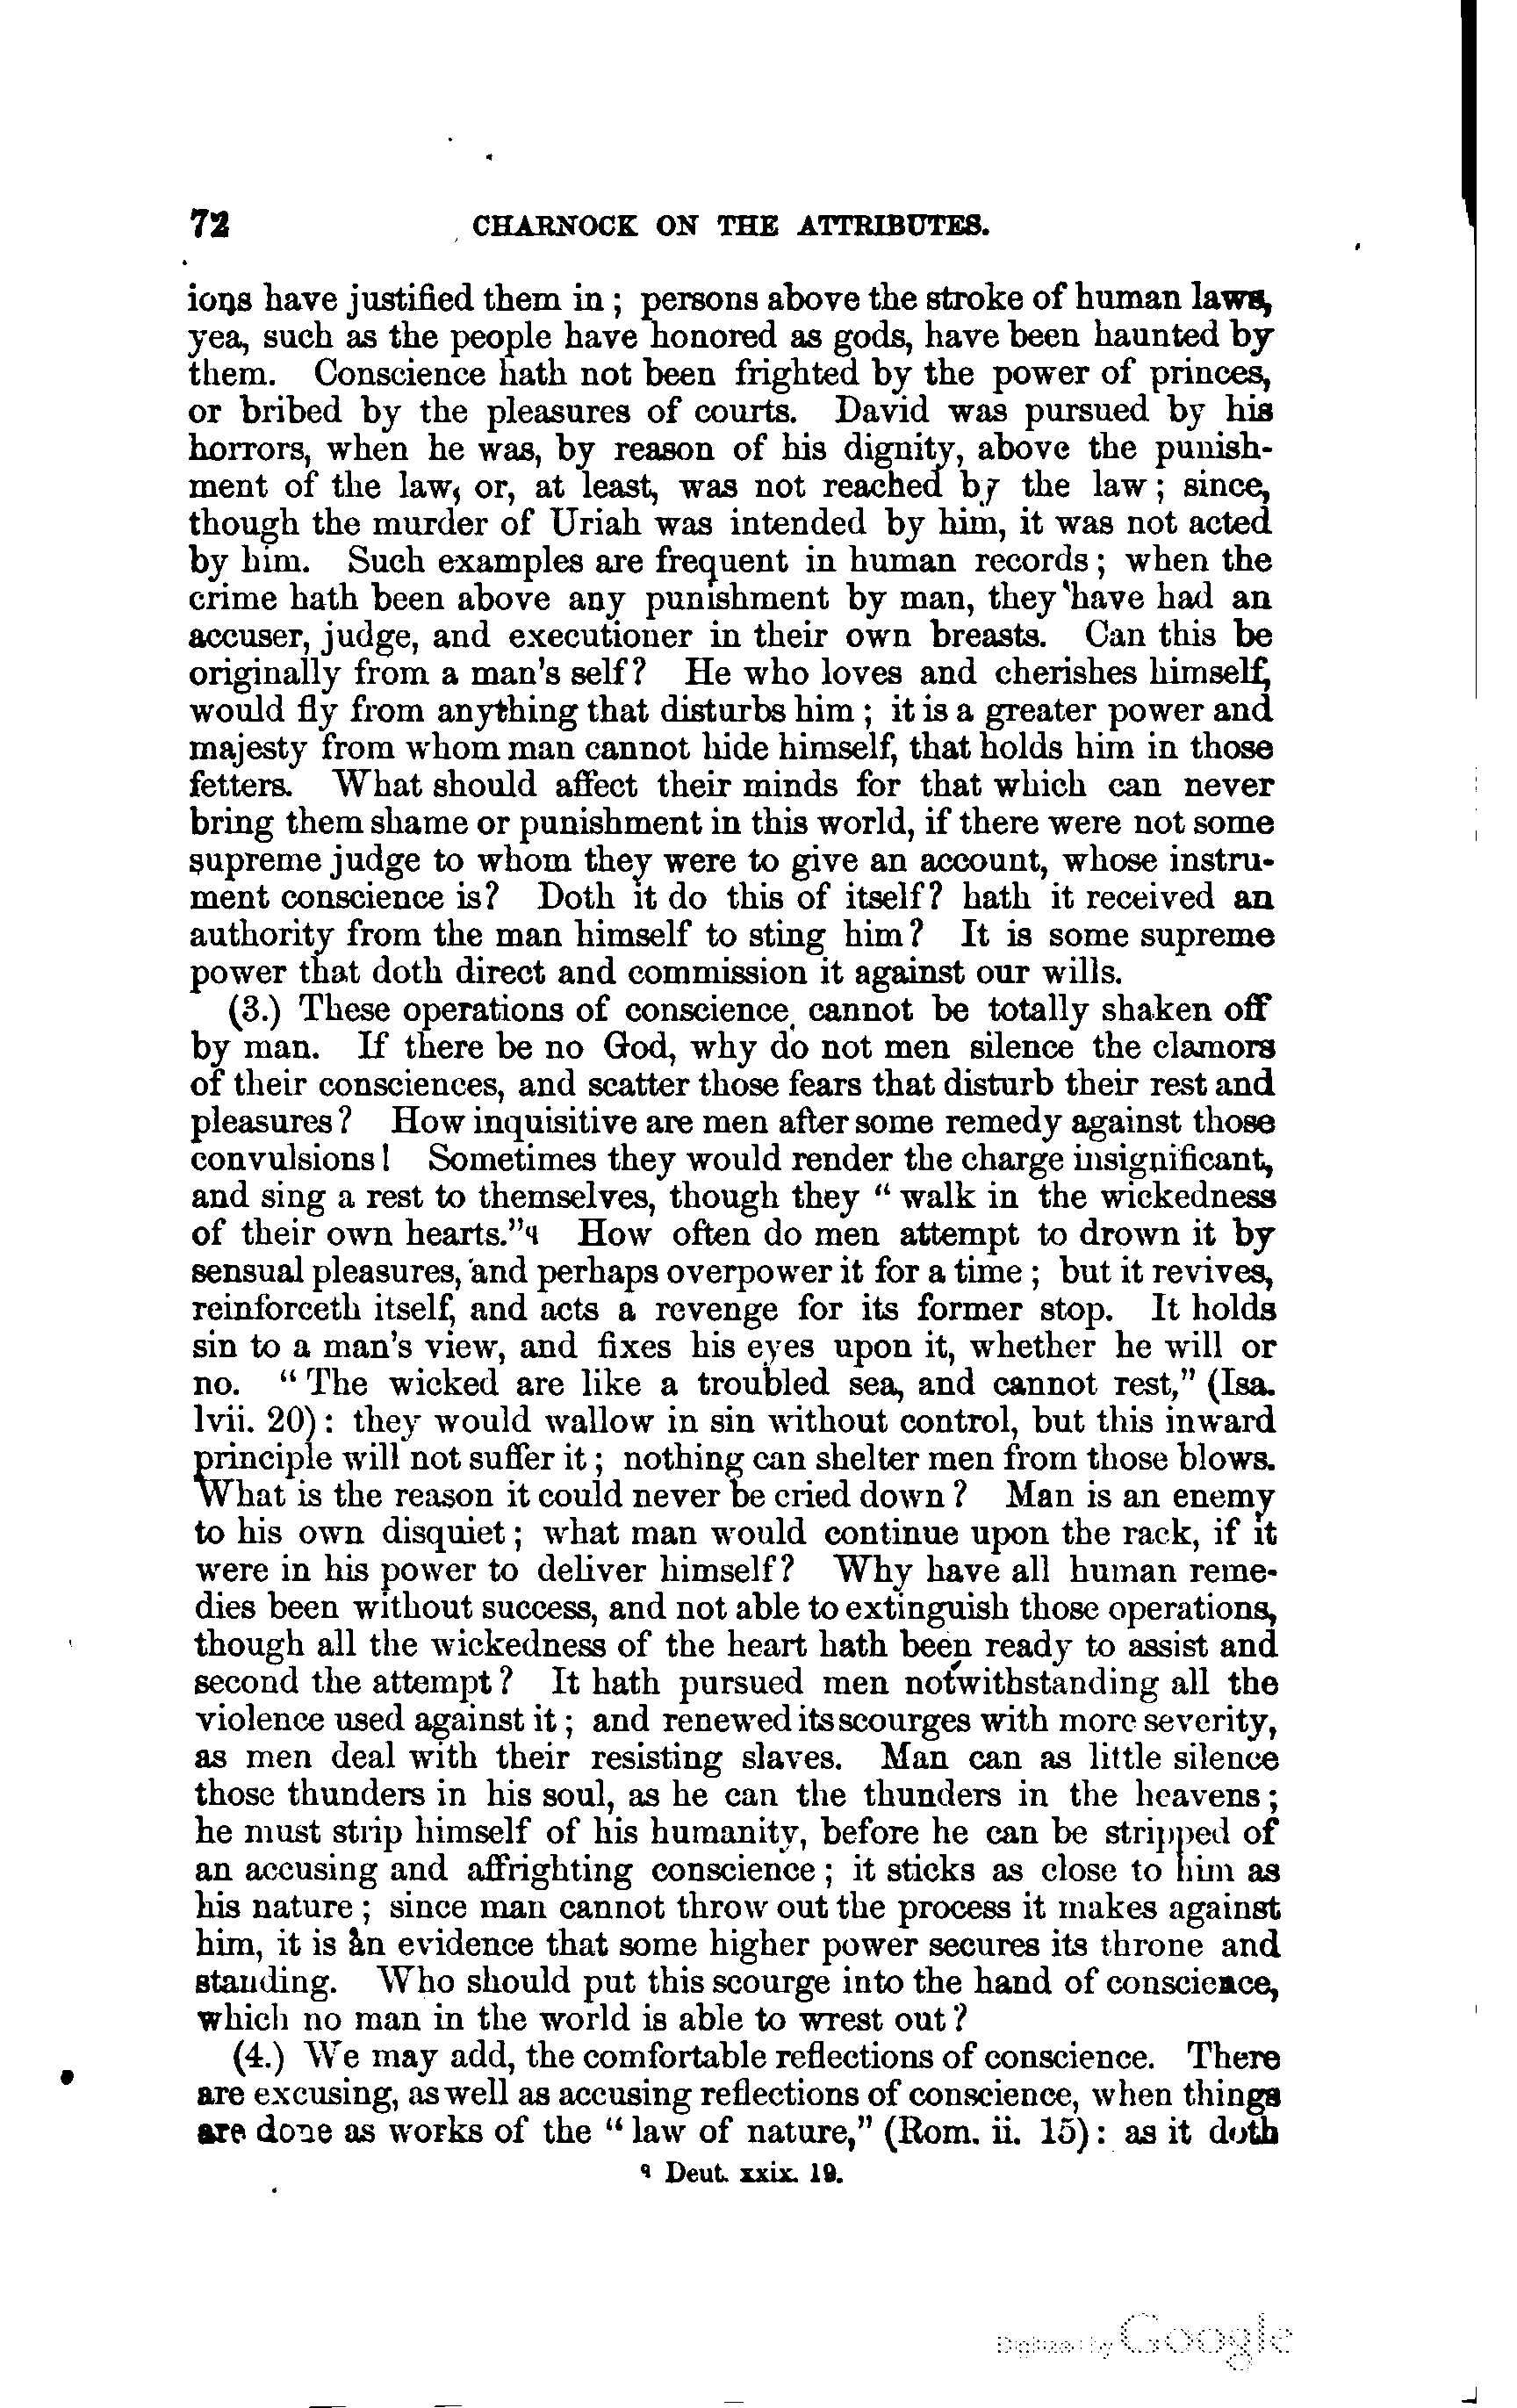 72 CHARNOCK ON THE ATTRIBUTES.
ions have justified them in; persons above the stroke of human laws,
yea, such as the people have honored as gods, have been haunted by
them. Conscience hath not been frighted by the power of princes,
or bribed by the pleasures of courts. David was pursued by his
horrors, when he was, by reason of his dignity, above the punish-
ment of the law, or, at least, was not reached by the law; since,
though the murder of Uriah was intended by him, it was not acted
by him. Such examples are frequent in human records; when the
crime hath been above any punishment by man, they have had an
accuser, judge, and executioner in their own breasts. Can this be
originally from a man's self? He who loves and cherishes himself,
would fly from anything that disturbs him; it is a greater power and
majesty from whom man cannot hide himself, that holds him in those
fetters. What should affect their minds for that which can never
bring them shame or punishment in this world, if there were not some
supreme judge to whom they were to give an account, whose instru-
ment conscience is? Doth it do this of itself? hath it received an
authority from the man himself to sting him? It is some supreme
power that doth direct and commission it against our wills.
(3.) These operations of conscience cannot be totally shaken off
by man. If there be no God, why do not men silence the clamors
of their consciences, and scatter those fears that disturb their rest and
pleasures? How inquisitive are men after some remedy against those
convulsions! Sometimes they would render the charge insignificant,
and sing a rest to themselves, though they "walk in the wickedness
of their own hearts."q How often do men attempt to drown it by
sensual pleasures, and perhaps overpower it for a time; but it revives,
reinforceth itself, and acts a revenge for its former stop. It holds
sin to a man's view, and fixes his eyes upon it, whether he will or
no. "The wicked are like a troubled sea, and cannot rest," (Isa.
lvii. 20): they would wallow in sin without control, but this inward
principle will not suffer it; nothing can shelter men from those blows.
What is the reason it could never be cried down? Man is an enemy
to his own disquiet; what man would continue upon the rack, if it
were in his power to deliver himself? Why have all human reme-
dies been without success, and not able to extinguish those operations,
though all the wickedness of the heart hath been ready to assist and
second the attempt? It hath pursued men notwithstanding all the
violence used against it; and renewed its scourges with more severity,
as men deal with their resisting slaves. Man can as little silence
those thunders in his soul, as he can the thunders in the heavens;
he must strip himself of his humanity, before he can be stripped of
an accusing and affrighting conscience; it sticks as close to him as
his nature; since man cannot throw out the process it makes against
him, it is an evidence that some higher power secures its throne and
standing. Who should put this scourge into the hand of conscience,
which no man in the world is able to wrest out?
(4.) We may add, the comfortable reflections of conscience. There
are excusing, as well as accusing reflections of conscience, when things
are done as works of the "law of nature," (Rom. ii. 15): as it doth
q Deut. xxix. 19.
Digitized by Google